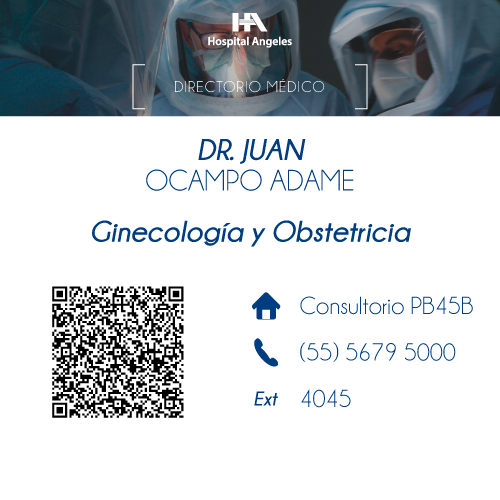 HA
Hospital Angeles
DIRECTORIO MÉDICO
DR. JUAN
OCAMPO ADAME
Ginecología y Obstetricia
Consultorio PB45B
(55) 5679 5000
Ext 4045